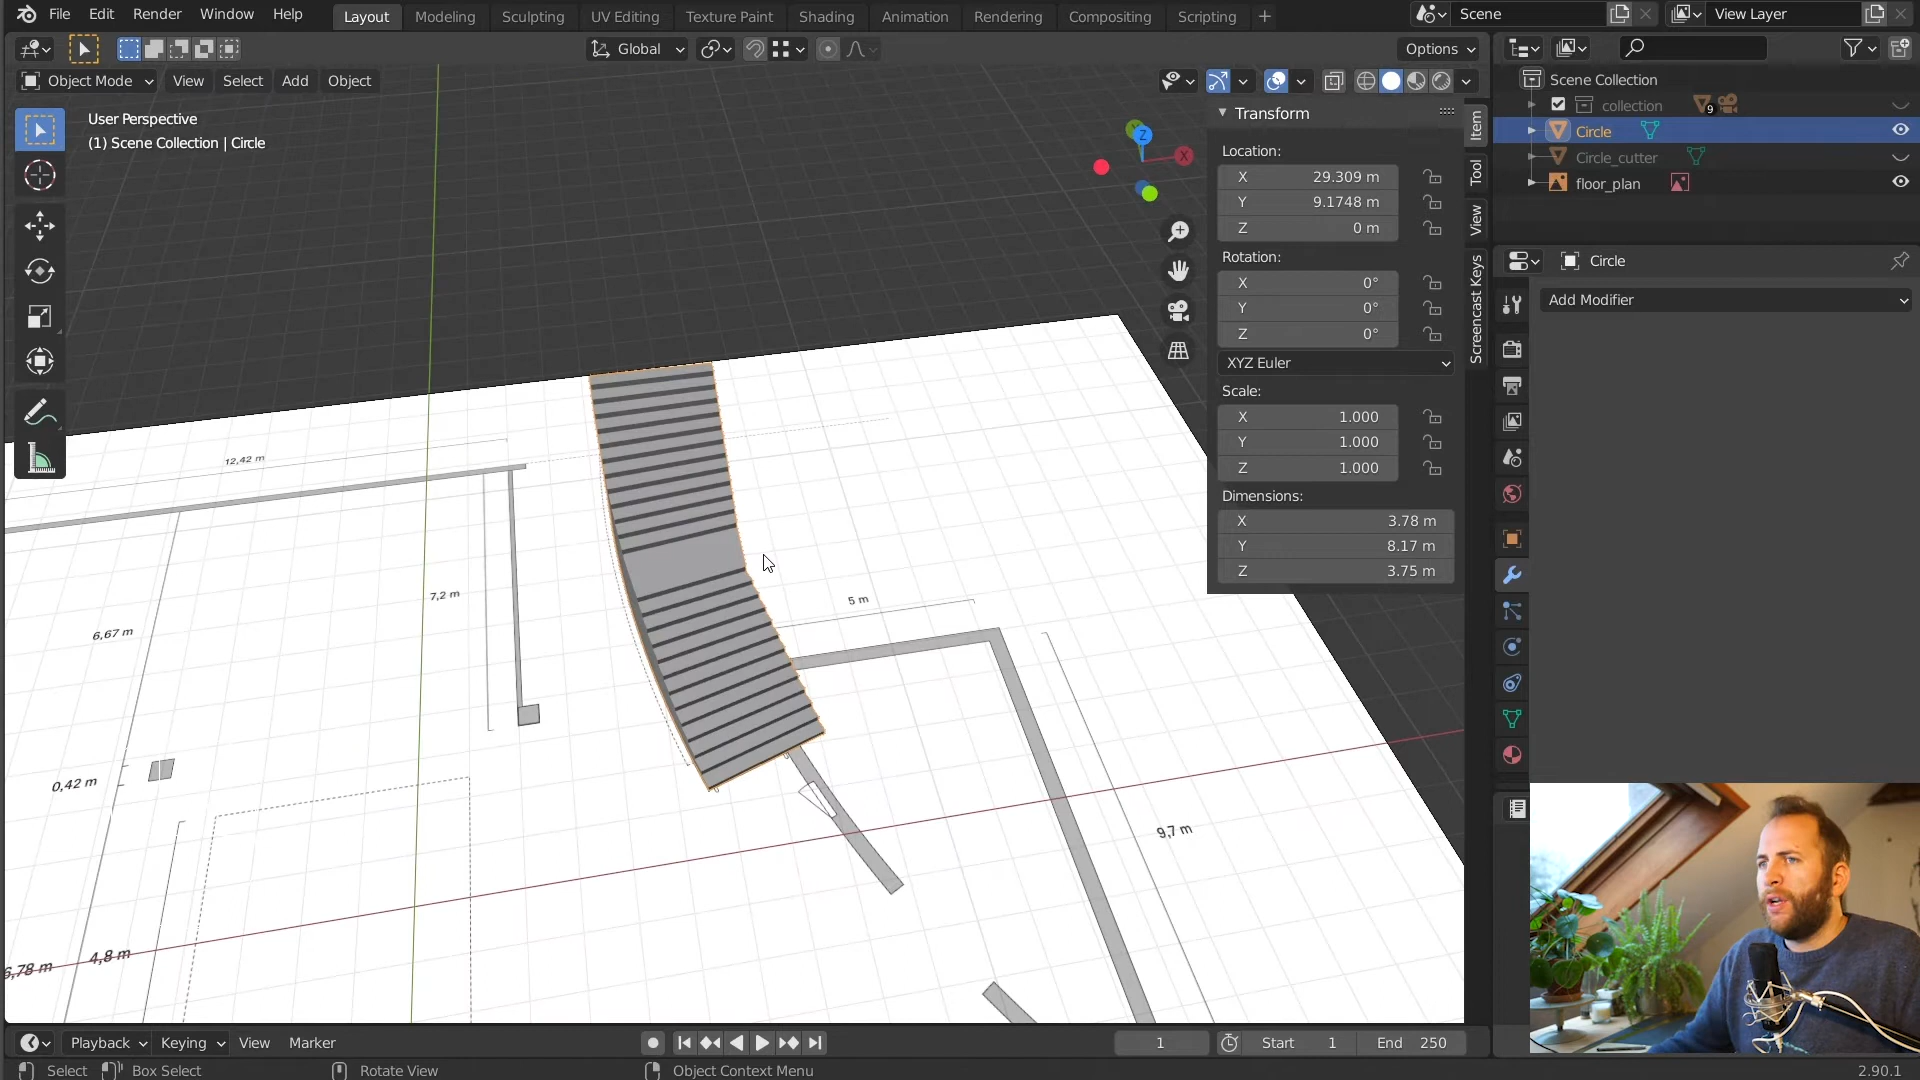 File Edit Render Window Help
Layout Modeling Sculpting UV Editing Texture Paint Shading Animation Rendering Compositing Scripting +
Scene
View Layer
Global
Options
Object Mode View Select Add Object
User Perspective
(1) Scene Collection | Circle
Z
X
Transform
Location:
X 29.309 m
Y 9.1748 m
Z 0 m
Rotation:
X 0°
Y 0°
Z 0°
XYZ Euler
Scale:
X 1.000
Y 1.000
Z 1.000
Dimensions:
X 3.78 m
Y 8.17 m
Z 3.75 m
Item
Tool
View
Screencast Keys
Scene Collection
collection 9
Circle
Circle_cutter
floor_plan
Circle
Add Modifier
12,42 m
7,2 m
6,67 m
5 m
0,42 m
9,7 m
4,8 m
6,78 m
Playback Keying View Marker
1
Start 1
End 250
Select Box Select Rotate View Object Context Menu
2.90.1